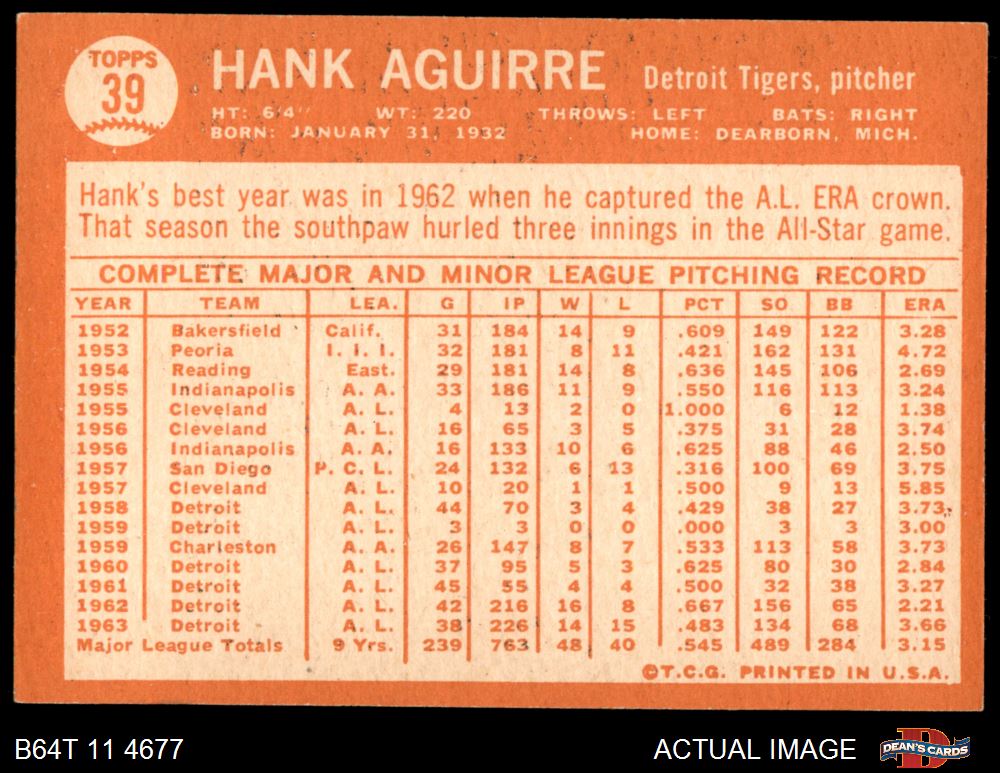 TOPPS
39
HANK AGUIRRE Detroit Tigers, pitcher
HT: 6'4" WT: 220 THROWS: LEFT BATS: RIGHT
BORN: JANUARY 31, 1932 HOME: DEARBORN, MICH.
Hank's best year was in 1962 when he captured the A.L. ERA crown.
That season the southpaw hurled three innings in the All-Star game.
COMPLETE MAJOR AND MINOR LEAGUE PITCHING RECORD
YEAR TEAM LEA. G IP W L PCT SO BB ERA
1952 Bakersfield Calif. 31 184 14 9 .609 149 122 3.28
1953 Peoria I. I. I. 32 181 8 11 .421 162 131 4.72
1954 Reading East. 29 181 14 8 .636 145 106 2.69
1955 Indianapolis A. A. 33 186 11 9 .550 116 113 3.24
1955 Cleveland A. L. 4 13 2 0 1.000 6 12 1.38
1956 Cleveland A. L. 16 65 3 5 .375 31 28 3.74
1956 Indianapolis A. A. 16 133 10 6 .625 88 46 2.50
1957 San Diego P. C. L. 24 132 6 13 .316 100 69 3.75
1957 Cleveland A. L. 10 20 1 1 .500 9 13 5.85
1958 Detroit A. L. 44 70 3 4 .429 38 27 3.73
1959 Detroit A. L. 3 3 0 0 .000 3 3 3.00
1959 Charleston A. A. 26 147 8 7 .533 113 58 3.73
1960 Detroit A. L. 37 95 5 3 .625 80 30 2.84
1961 Detroit A. L. 45 55 4 4 .500 32 38 3.27
1962 Detroit A. L. 42 216 16 8 .667 156 65 2.21
1963 Detroit A. L. 38 226 14 15 .483 134 68 3.66
Major League Totals 9 Yrs. 239 763 48 40 .545 489 284 3.15
©T.C.G. PRINTED IN U.S.A.
B64T 11 4677 ACTUAL IMAGE DEAN'S CARDS